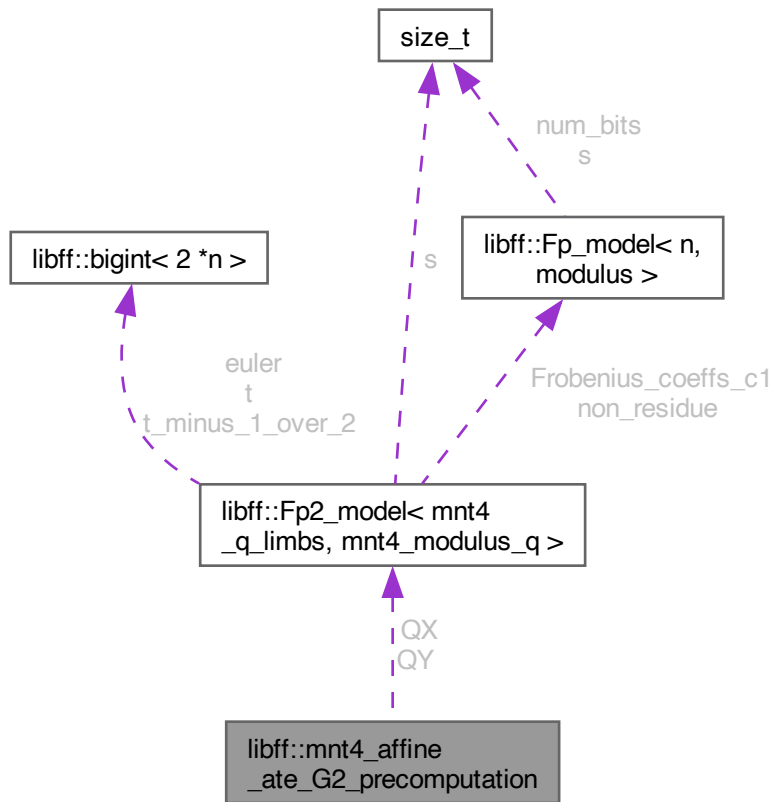 size_t
num_bits
s
libff::bigint< 2 *n >
s
libff::Fp_model< n,
modulus >
euler
t
t_minus_1_over_2
Frobenius_coeffs_c1
non_residue
libff::Fp2_model< mnt4
_q_limbs, mnt4_modulus_q >
QX
QY
libff::mnt4_affine
_ate_G2_precomputation